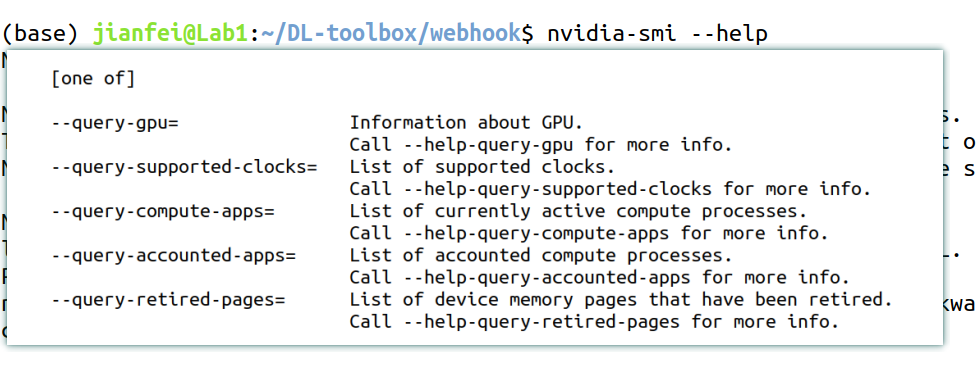 (base) jianfei@Lab1:~/DL-toolbox/webhook$ nvidia-smi --help
[one of]
--query-gpu= Information about GPU.
Call --help-query-gpu for more info.
--query-supported-clocks= List of supported clocks.
Call --help-query-supported-clocks for more info.
--query-compute-apps= List of currently active compute processes.
Call --help-query-compute-apps for more info.
--query-accounted-apps= List of accounted compute processes.
Call --help-query-accounted-apps for more info.
--query-retired-pages= List of device memory pages that have been retired.
Call --help-query-retired-pages for more info.